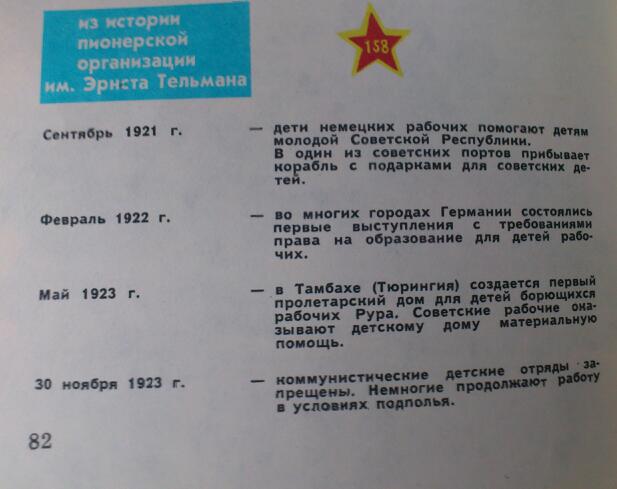 из истории
пионерской
организации
им. Эрнста Тельмана
158
Сентябрь 1921 г. — дети немецких рабочих помогают детям
молодой Советской Республики.
В один из советских портов прибывает
корабль с подарками для советских де-
тей.
Февраль 1922 г. — во многих городах Германии состоялись
первые выступления с требованиями
права на образование для детей рабо-
чих.
Май 1923 г. — в Тамбахе (Тюрингия) создается первый
пролетарский дом для детей борющихся
рабочих Рура. Советские рабочие ока-
зывают детскому дому материальную
помощь.
30 ноября 1923 г. — коммунистические детские отряды за-
прещены. Немногие продолжают работу
в условиях подполья.
82